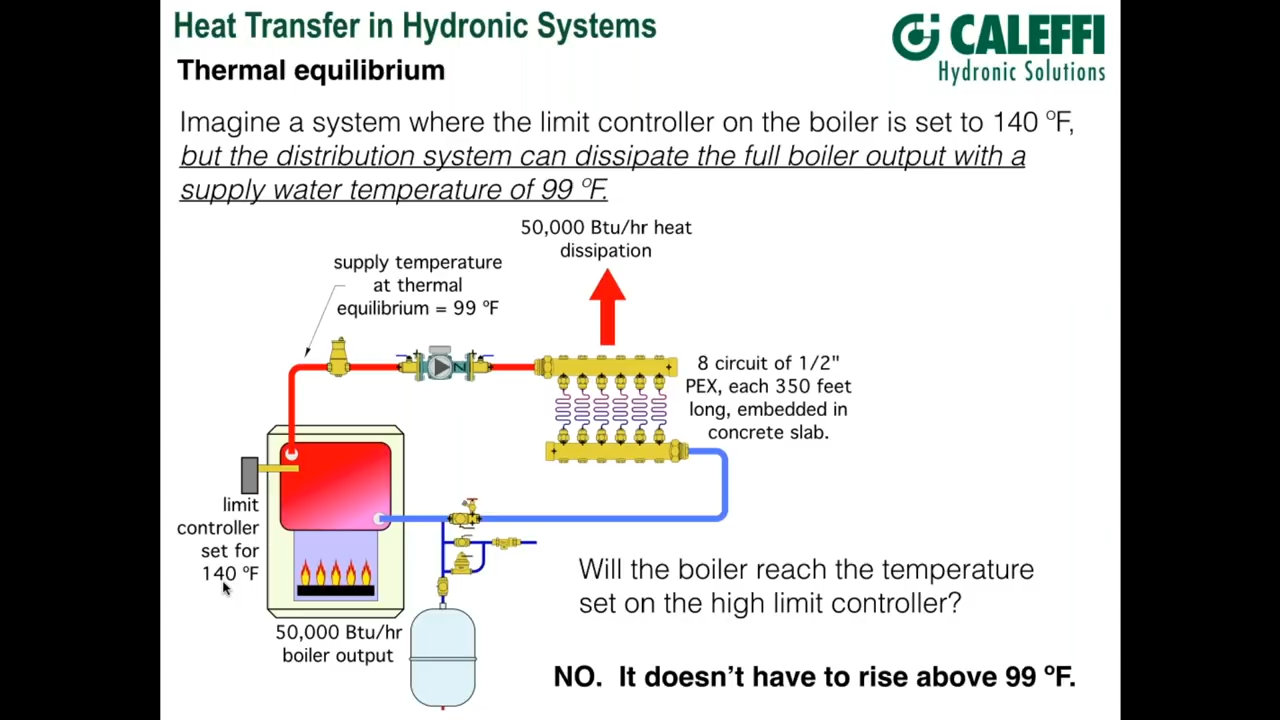 Heat Transfer in Hydronic Systems
CALEFFI
Hydronic Solutions
Thermal equilibrium
Imagine a system where the limit controller on the boiler is set to 140 ºF,
but the distribution system can dissipate the full boiler output with a
supply water temperature of 99 ºF.
50,000 Btu/hr heat
dissipation
supply temperature
at thermal
equilibrium = 99 ºF
8 circuit of 1/2"
PEX, each 350 feet
long, embedded in
concrete slab.
limit
controller
set for
140 ºF
50,000 Btu/hr
boiler output
Will the boiler reach the temperature
set on the high limit controller?
NO. It doesn't have to rise above 99 ºF.